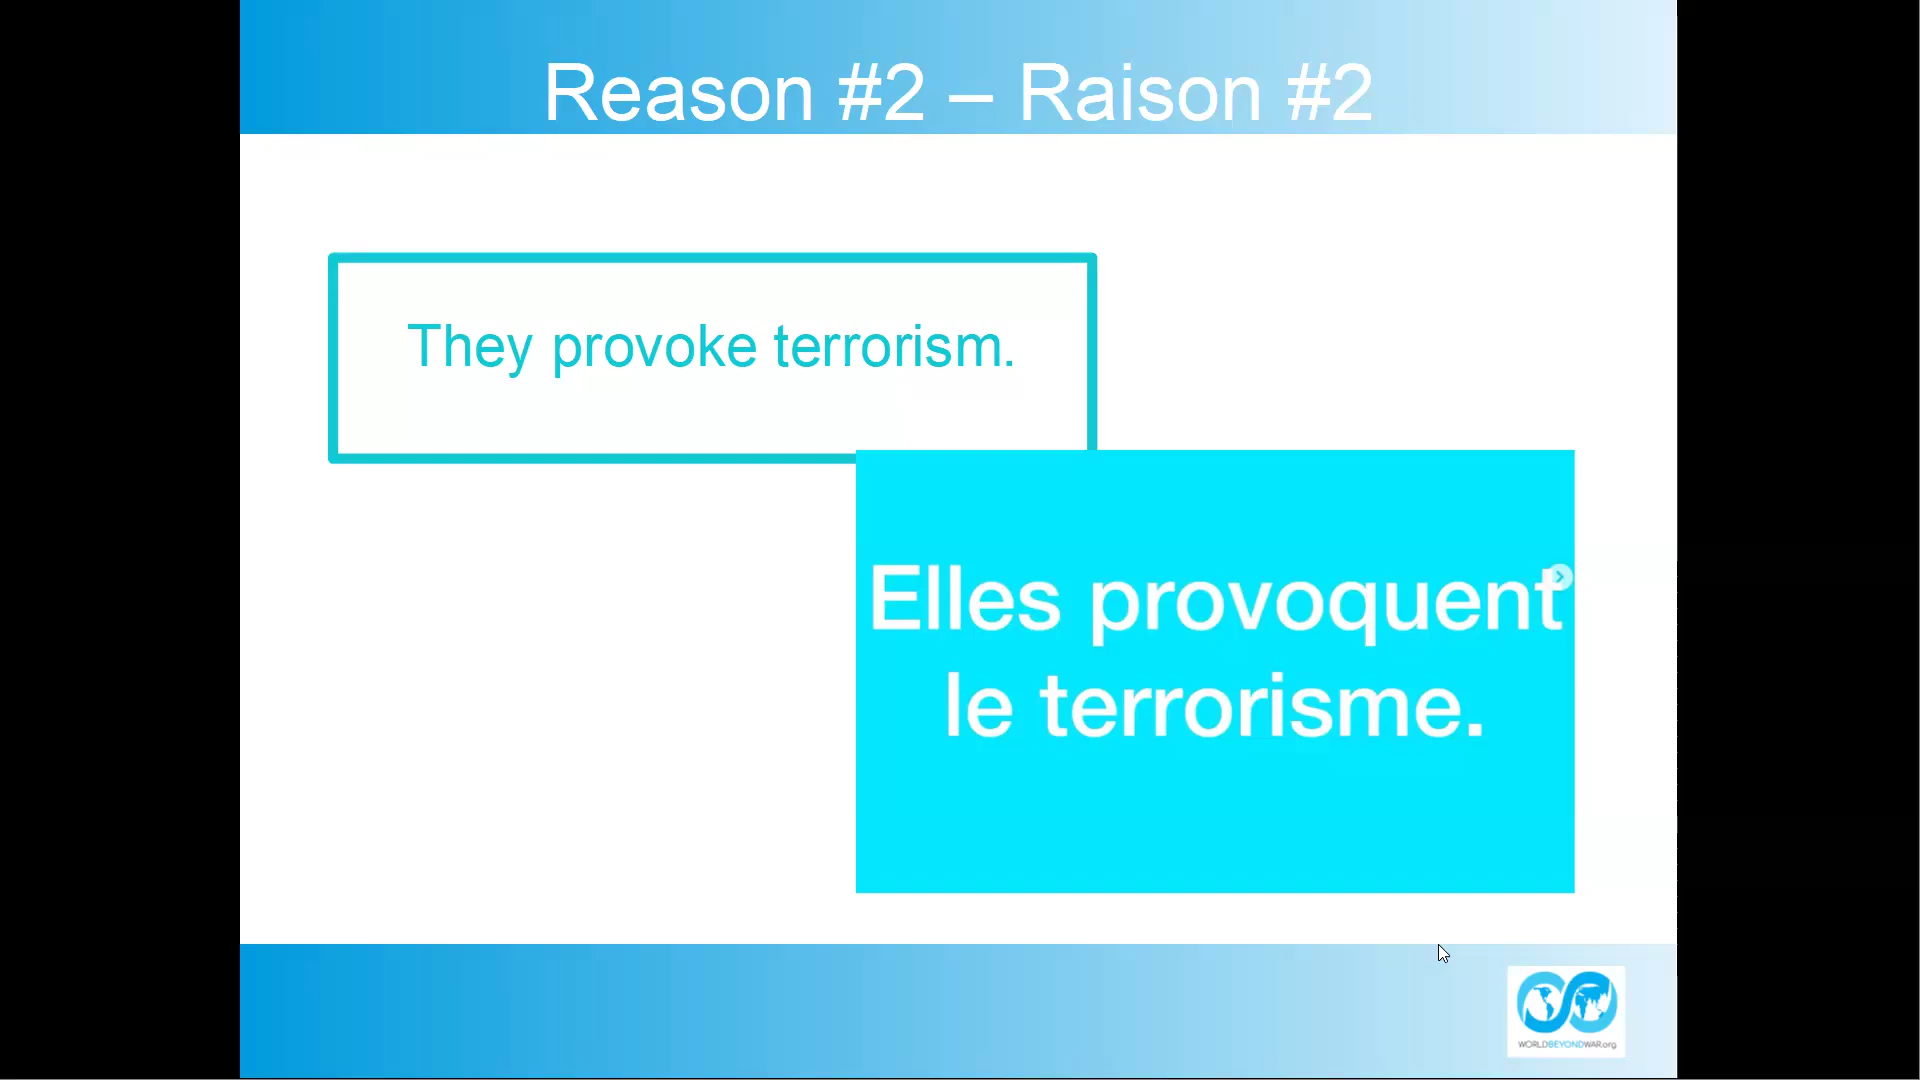 Reason #2 – Raison #2
They provoke terrorism.
Elles provoquent
le terrorisme.
WORLDBEYONDWAR.org